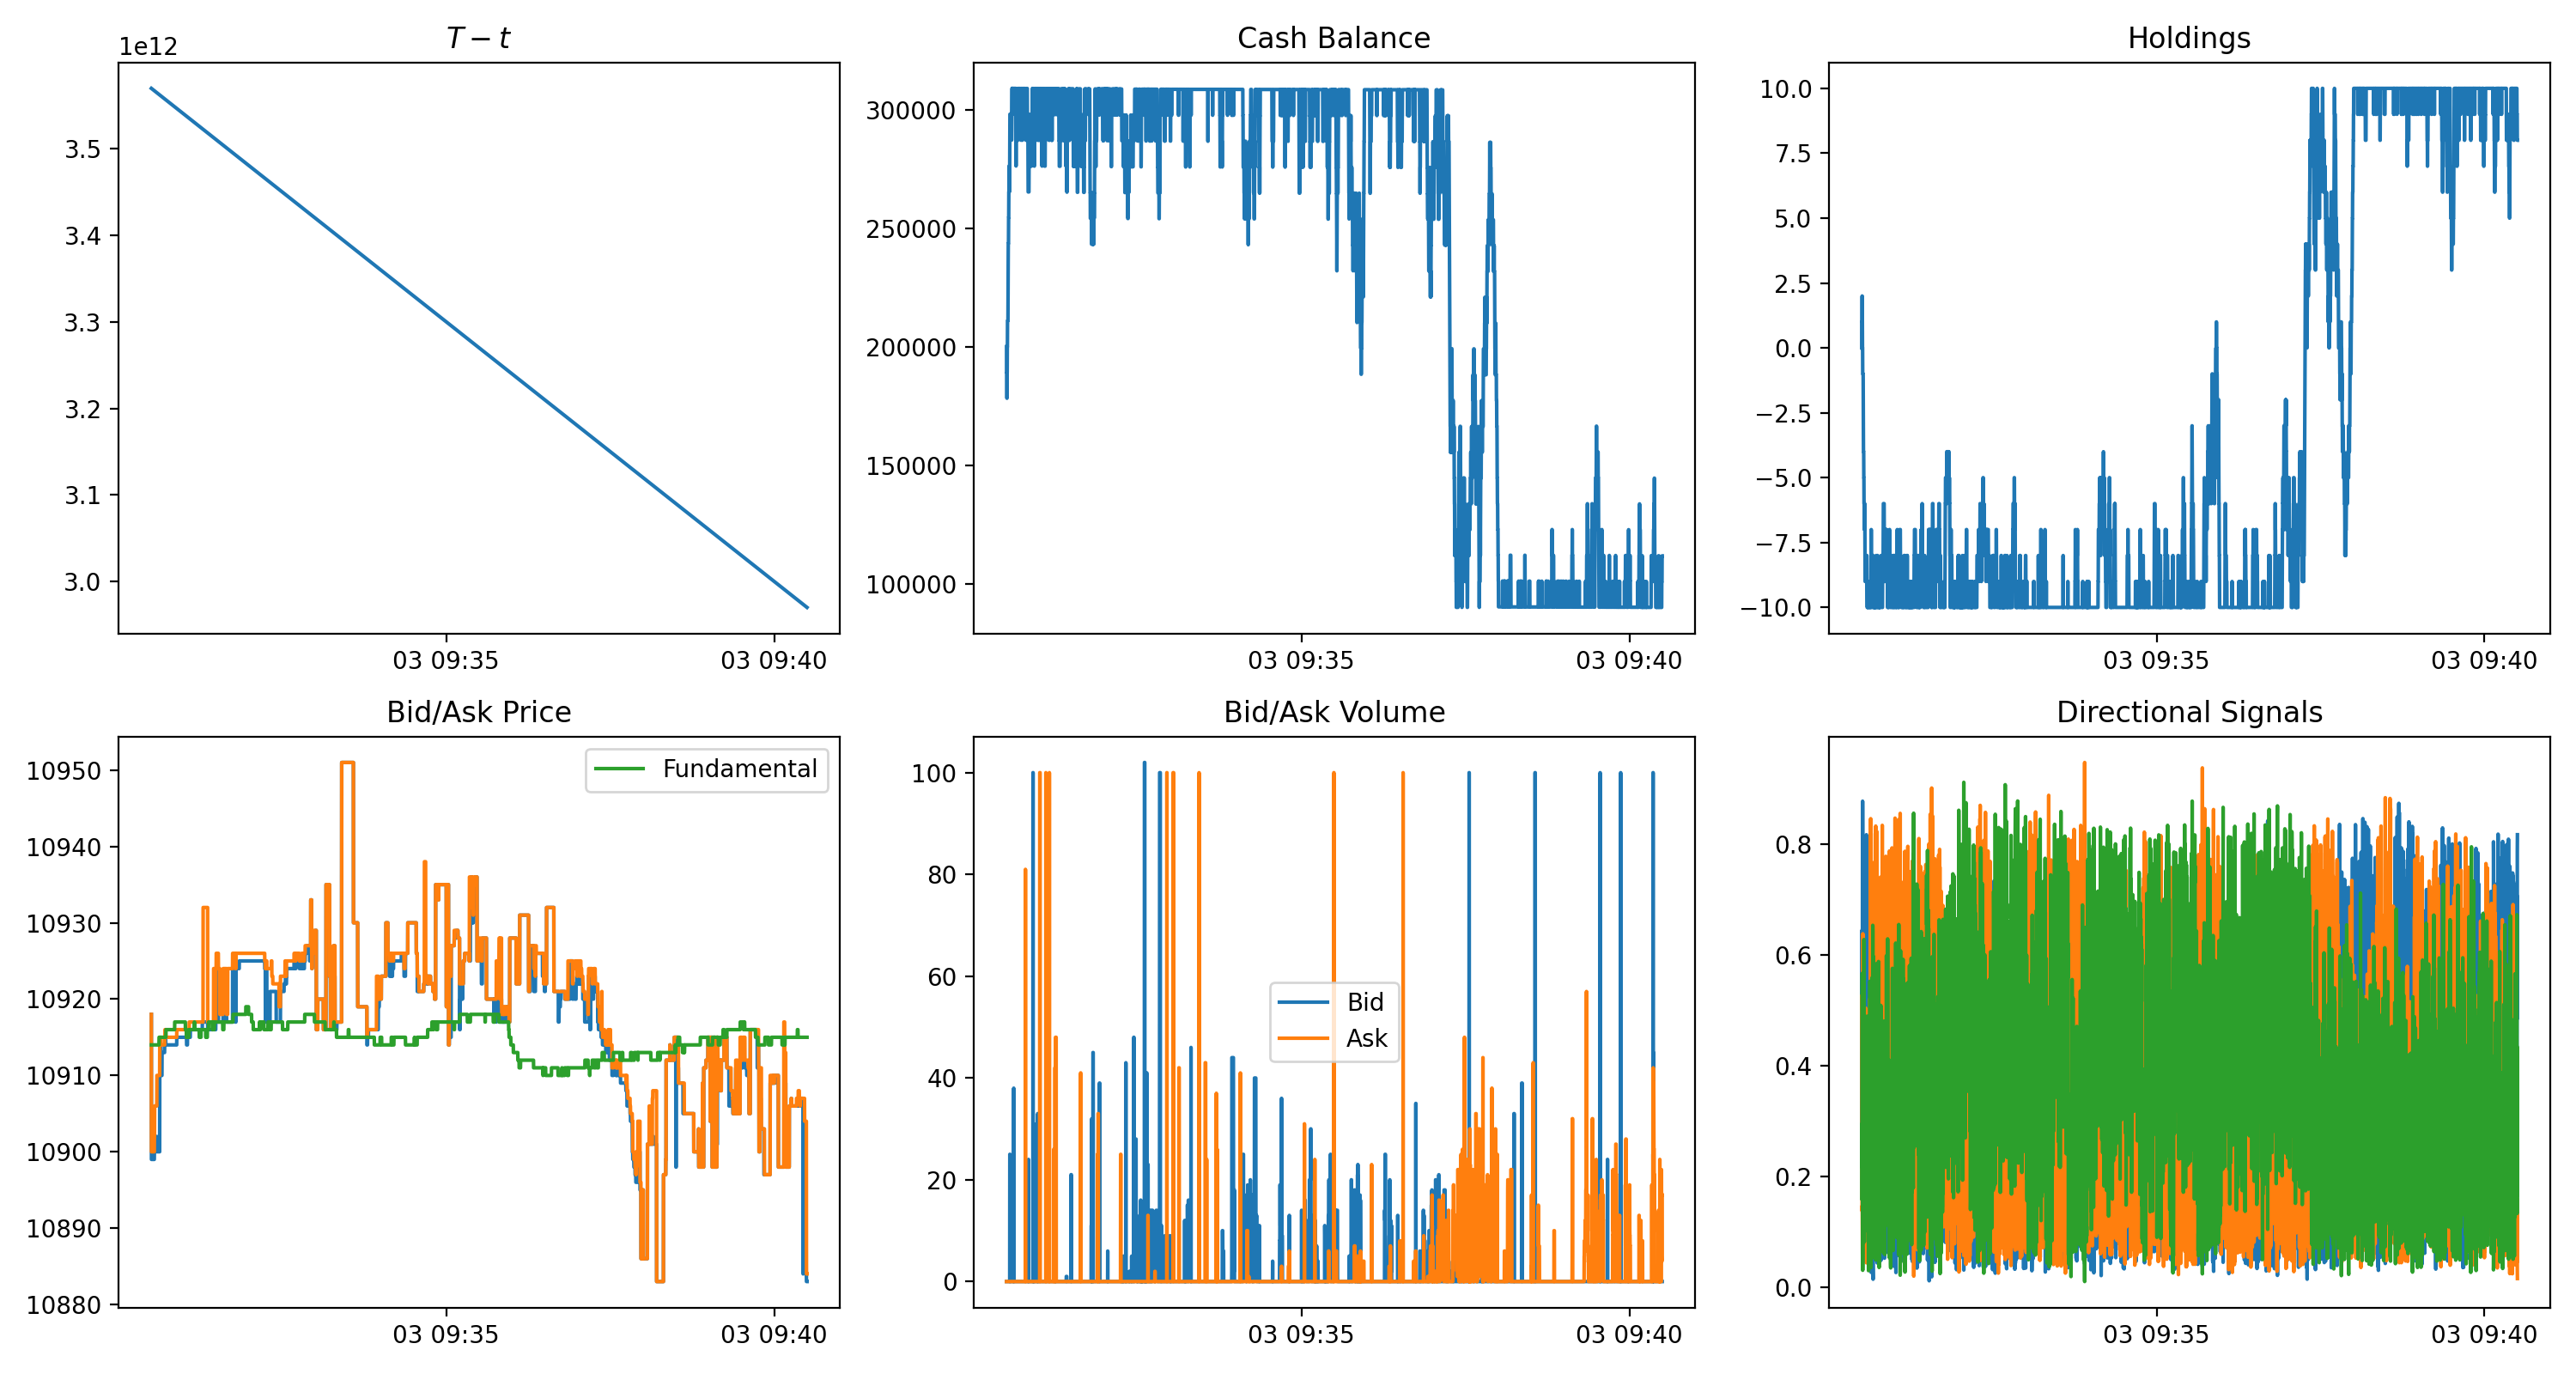 T − t
1e12
3.5
3.4
3.3
3.2
3.1
3.0
03 09:35 03 09:40
Cash Balance
300000
250000
200000
150000
100000
03 09:35 03 09:40
Holdings
10.0
7.5
5.0
2.5
0.0
−2.5
−5.0
−7.5
−10.0
03 09:35 03 09:40
Bid/Ask Price
Fundamental
10950
10940
10930
10920
10910
10900
10890
10880
03 09:35 03 09:40
Bid/Ask Volume
100
80
60
40
20
0
Bid
Ask
03 09:35 03 09:40
Directional Signals
0.8
0.6
0.4
0.2
0.0
03 09:35 03 09:40